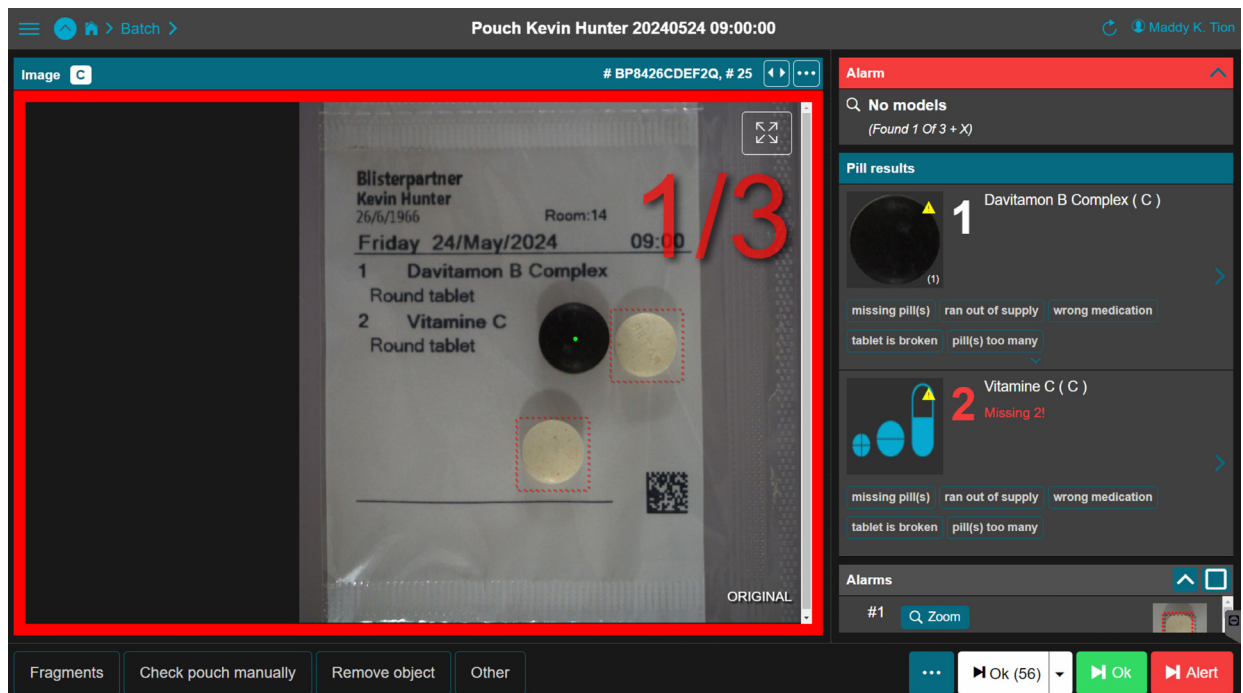 Batch
Pouch Kevin Hunter 20240524 09:00:00
Maddy K. Tion
Image C
# BP8426CDEF2Q, # 25
Blisterpartner
Kevin Hunter
26/6/1966 Room:14
Friday 24/May/2024 09:00
1 Davitamon B Complex
Round tablet
2 Vitamine C
Round tablet
1/3
ORIGINAL
Alarm
No models
(Found 1 Of 3 + X)
Pill results
1 Davitamon B Complex ( C )
(1)
missing pill(s) ran out of supply wrong medication
tablet is broken pill(s) too many
2 Vitamine C ( C )
Missing 2!
missing pill(s) ran out of supply wrong medication
tablet is broken pill(s) too many
Alarms
#1 Zoom
Fragments Check pouch manually Remove object Other
... Ok (56) Ok Alert